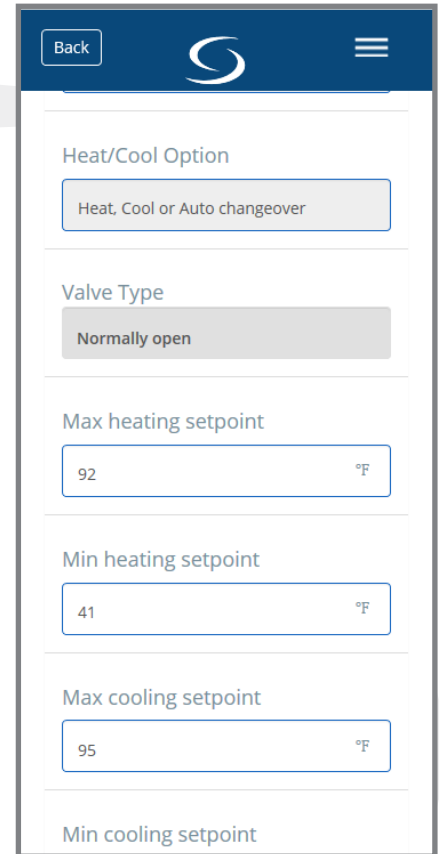 Back
Heat/Cool Option
Heat, Cool or Auto changeover
Valve Type
Normally open
Max heating setpoint
92 °F
Min heating setpoint
41 °F
Max cooling setpoint
95 °F
Min cooling setpoint